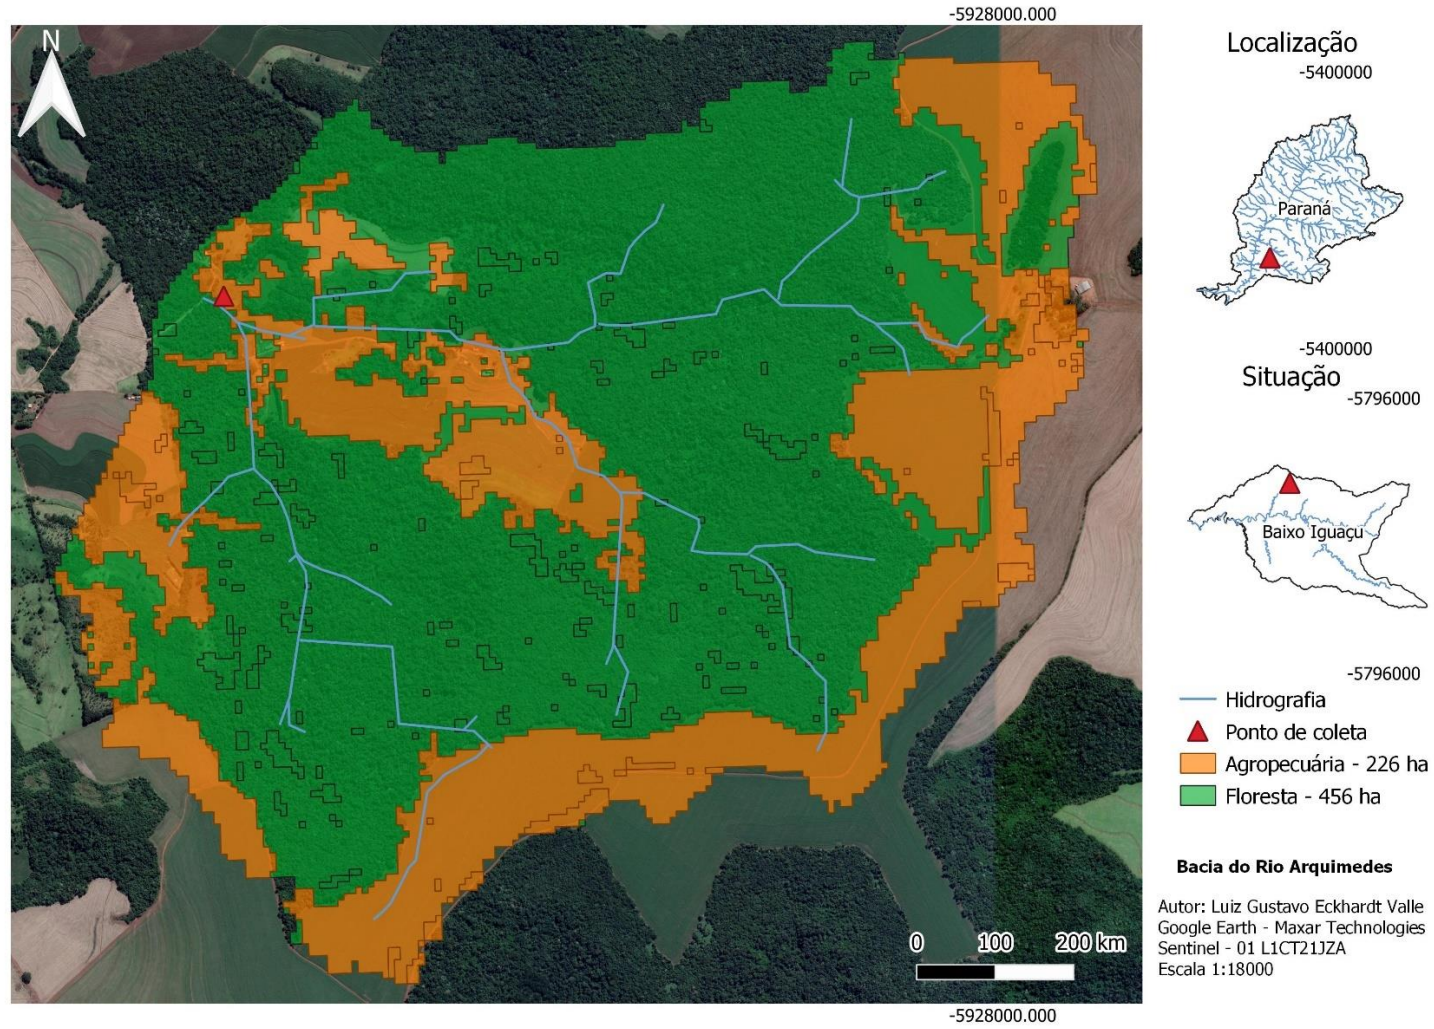 -5928000.000
N
Localização
-5400000
Paraná
-5400000
Situação
-5796000
Baixo Iguaçu
-5796000
Hidrografia
Ponto de coleta
Agropecuária - 226 ha
Floresta - 456 ha
Bacia do Rio Arquimedes
Autor: Luiz Gustavo Eckhardt Valle
Google Earth - Maxar Technologies
Sentinel - 01 L1CT21JZA
Escala 1:18000
0 100 200 km
-5928000.000